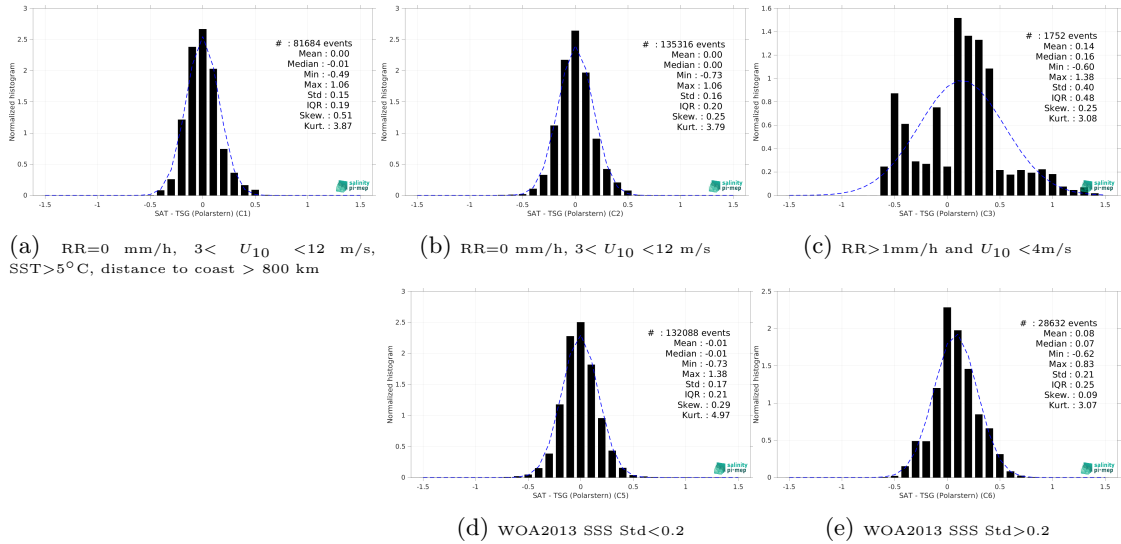 3
2.5
2
1.5
1
0.5
0
Normalized histogram
# : 81684 events
Mean : 0.00
Median : -0.01
Min : -0.49
Max : 1.06
Std : 0.15
IQR : 0.19
Skew. : 0.51
Kurt. : 3.87
salinity
pi-mep
-1.5 -1 -0.5 0 0.5 1 1.5
SAT - TSG (Polarstern) (C1)
(a) RR=0 mm/h, 3< U10 <12 m/s,
SST>5°C, distance to coast > 800 km
3
2.5
2
1.5
1
0.5
0
Normalized histogram
# : 135316 events
Mean : 0.00
Median : 0.00
Min : -0.73
Max : 1.06
Std : 0.16
IQR : 0.20
Skew. : 0.25
Kurt. : 3.79
salinity
pi-mep
-1.5 -1 -0.5 0 0.5 1 1.5
SAT - TSG (Polarstern) (C2)
(b) RR=0 mm/h, 3< U10 <12 m/s
1.6
1.4
1.2
1.0
0.8
0.6
0.4
0.2
0
Normalized histogram
# : 1752 events
Mean : 0.14
Median : 0.16
Min : -0.60
Max : 1.38
Std : 0.40
IQR : 0.48
Skew. : 0.25
Kurt. : 3.08
salinity
pi-mep
-1.5 -1 -0.5 0 0.5 1 1.5
SAT - TSG (Polarstern) (C3)
(c) RR>1mm/h and U10 <4m/s
3
2.5
2
1.5
1
0.5
0
Normalized histogram
# : 132088 events
Mean : -0.01
Median : -0.01
Min : -0.73
Max : 1.38
Std : 0.17
IQR : 0.21
Skew. : 0.29
Kurt. : 4.97
salinity
pi-mep
-1.5 -1 -0.5 0 0.5 1 1.5
SAT - TSG (Polarstern) (C5)
(d) WOA2013 SSS Std<0.2
2.5
2
1.5
1
0.5
0
Normalized histogram
# : 28632 events
Mean : 0.08
Median : 0.07
Min : -0.62
Max : 0.83
Std : 0.21
IQR : 0.25
Skew. : 0.09
Kurt. : 3.07
salinity
pi-mep
-1.5 -1 -0.5 0 0.5 1 1.5
SAT - TSG (Polarstern) (C6)
(e) WOA2013 SSS Std>0.2